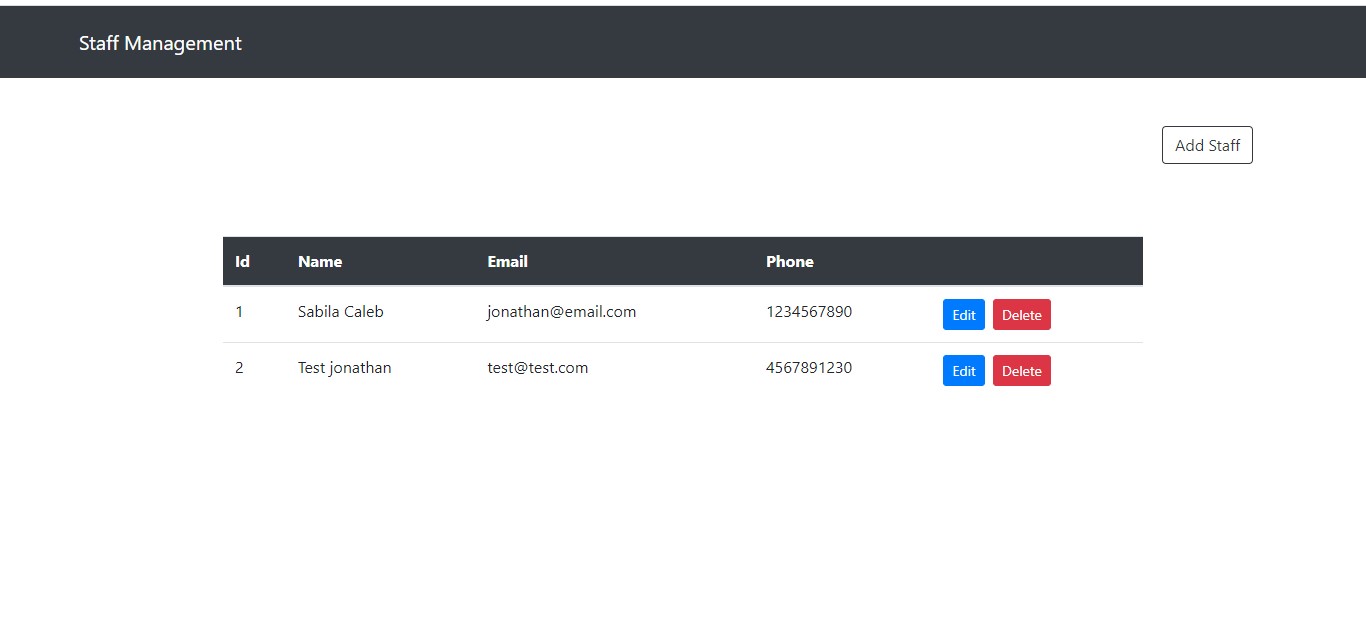 Staff Management
Add Staff
Id Name Email Phone
1 Sabila Caleb jonathan@email.com 1234567890 Edit Delete
2 Test jonathan test@test.com 4567891230 Edit Delete